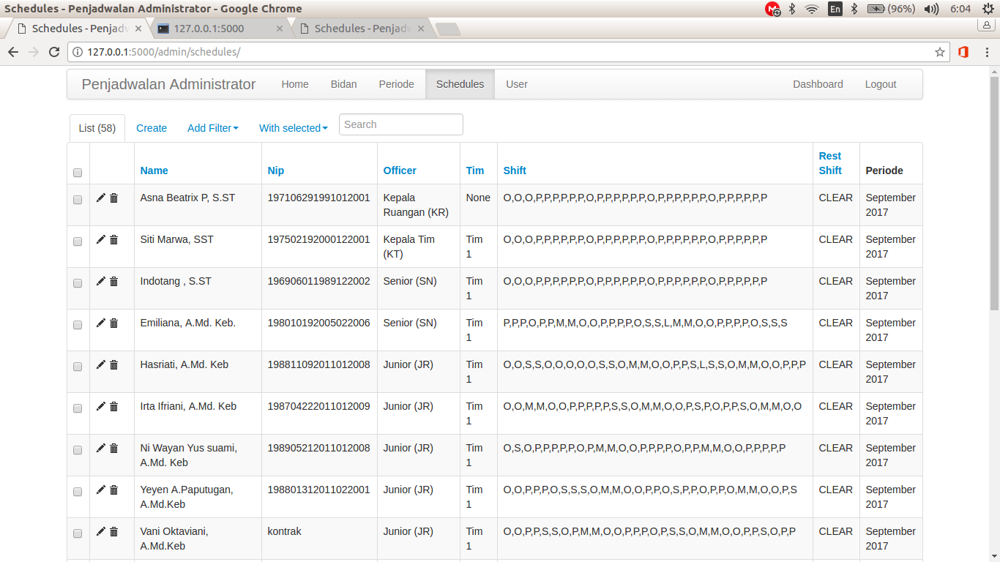 Schedules - Penjadwalan Administrator - Google Chrome
En (96%) 6:04
Schedules - Penjadw 127.0.0.1:5000 Schedules - Penjadw
127.0.0.1:5000/admin/schedules/
Penjadwalan Administrator Home Bidan Periode Schedules User Dashboard Logout
List (58) Create Add Filter With selected Search
Name Nip Officer Tim Shift Rest Shift Periode
Asna Beatrix P, S.ST 197106291991012001 Kepala Ruangan (KR) None O,O,O,P,P,P,P,P,P,O,P,P,P,P,P,P,O,P,P,P,P,P,P,O,P,P,P,P,P,P CLEAR September 2017
Siti Marwa, SST 197502192000122001 Kepala Tim (KT) Tim 1 O,O,O,P,P,P,P,P,P,O,P,P,P,P,P,P,O,P,P,P,P,P,P,O,P,P,P,P,P,P CLEAR September 2017
Indotang , S.ST 196906011989122002 Senior (SN) Tim 1 O,O,O,P,P,P,P,P,P,O,P,P,P,P,P,P,O,P,P,P,P,P,P,O,P,P,P,P,P,P CLEAR September 2017
Emiliana, A.Md. Keb. 198010192005022006 Senior (SN) Tim 1 P,P,P,O,P,P,M,M,O,O,P,P,P,P,O,S,S,L,M,M,O,O,P,P,P,P,O,S,S,S CLEAR September 2017
Hasriati, A.Md. Keb 198811092011012008 Junior (JR) Tim 1 O,O,S,S,O,O,O,O,O,S,S,O,M,M,O,O,P,P,S,L,S,S,O,M,M,O,O,P,P,P CLEAR September 2017
Irta Ifriani, A.Md. Keb 198704222011012009 Junior (JR) Tim 1 O,O,M,M,O,O,P,P,P,P,P,S,S,O,M,M,O,O,P,S,P,O,P,P,S,O,M,M,O,O CLEAR September 2017
Ni Wayan Yus suami, A.Md. Keb 198905212011012008 Junior (JR) Tim 1 O,S,O,P,P,P,P,P,O,P,M,M,O,O,P,P,P,P,O,P,P,M,M,O,O,P,P,P,P,P CLEAR September 2017
Yeyen A.Paputugan, A.Md.Keb 198801312011022001 Junior (JR) Tim 1 O,O,P,P,P,O,S,S,S,O,M,M,O,O,P,P,O,S,P,P,O,P,P,O,M,M,O,O,P,S CLEAR September 2017
Vani Oktaviani, A.Md.Keb kontrak Junior (JR) Tim 1 O,O,P,P,S,S,O,P,M,M,O,O,P,P,P,O,P,S,S,O,M,M,O,O,P,P,S,O,P,P CLEAR September 2017